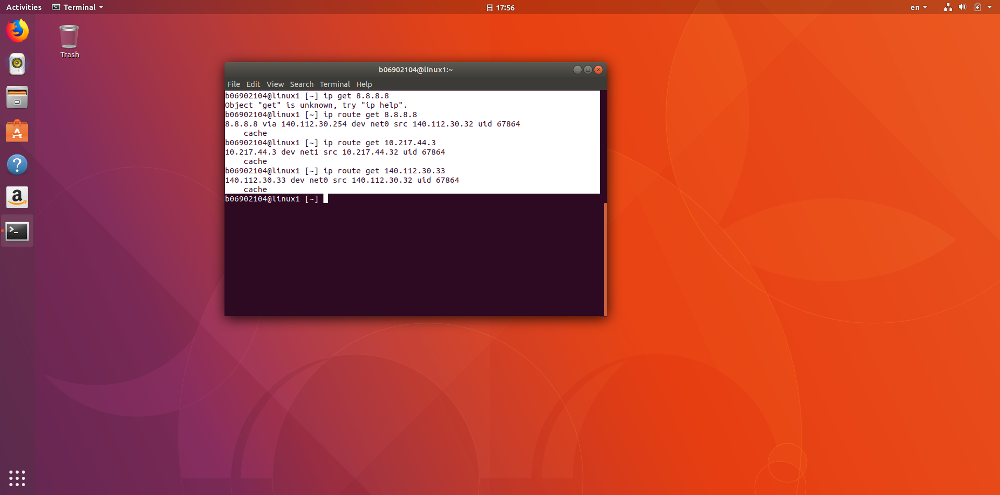 Activities Terminal 日 17:56 en
Trash
b06902104@linux1:~
File Edit View Search Terminal Help
b06902104@linux1 [~] ip get 8.8.8.8
Object "get" is unknown, try "ip help".
b06902104@linux1 [~] ip route get 8.8.8.8
8.8.8.8 via 140.112.30.254 dev net0 src 140.112.30.32 uid 67864
    cache
b06902104@linux1 [~] ip route get 10.217.44.3
10.217.44.3 dev net1 src 10.217.44.32 uid 67864
    cache
b06902104@linux1 [~] ip route get 140.112.30.33
140.112.30.33 dev net0 src 140.112.30.32 uid 67864
    cache
b06902104@linux1 [~]